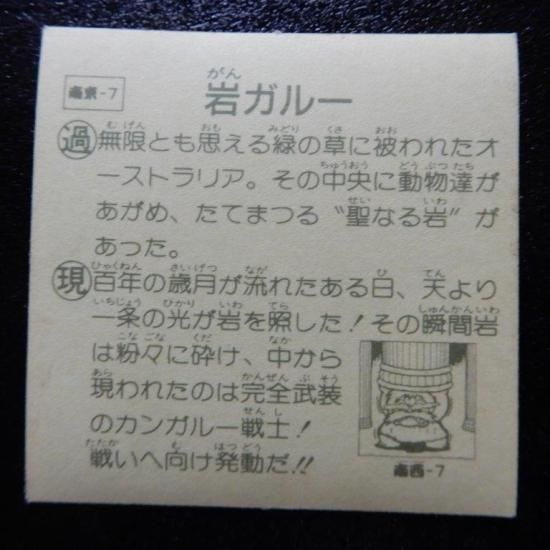 南東-7
岩ガルー
過 無限とも思える緑の草に被われたオ
ーストラリア。その中央に動物達が
あがめ、たてまつる〝聖なる岩〟が
あった。
現 百年の歳月が流れたある日、天より
一条の光が岩を照した!その瞬間岩
は粉々に砕け、中から
現われたのは完全武装
のカンガルー戦士!
戦いへ向け発動だ!!
南西-7